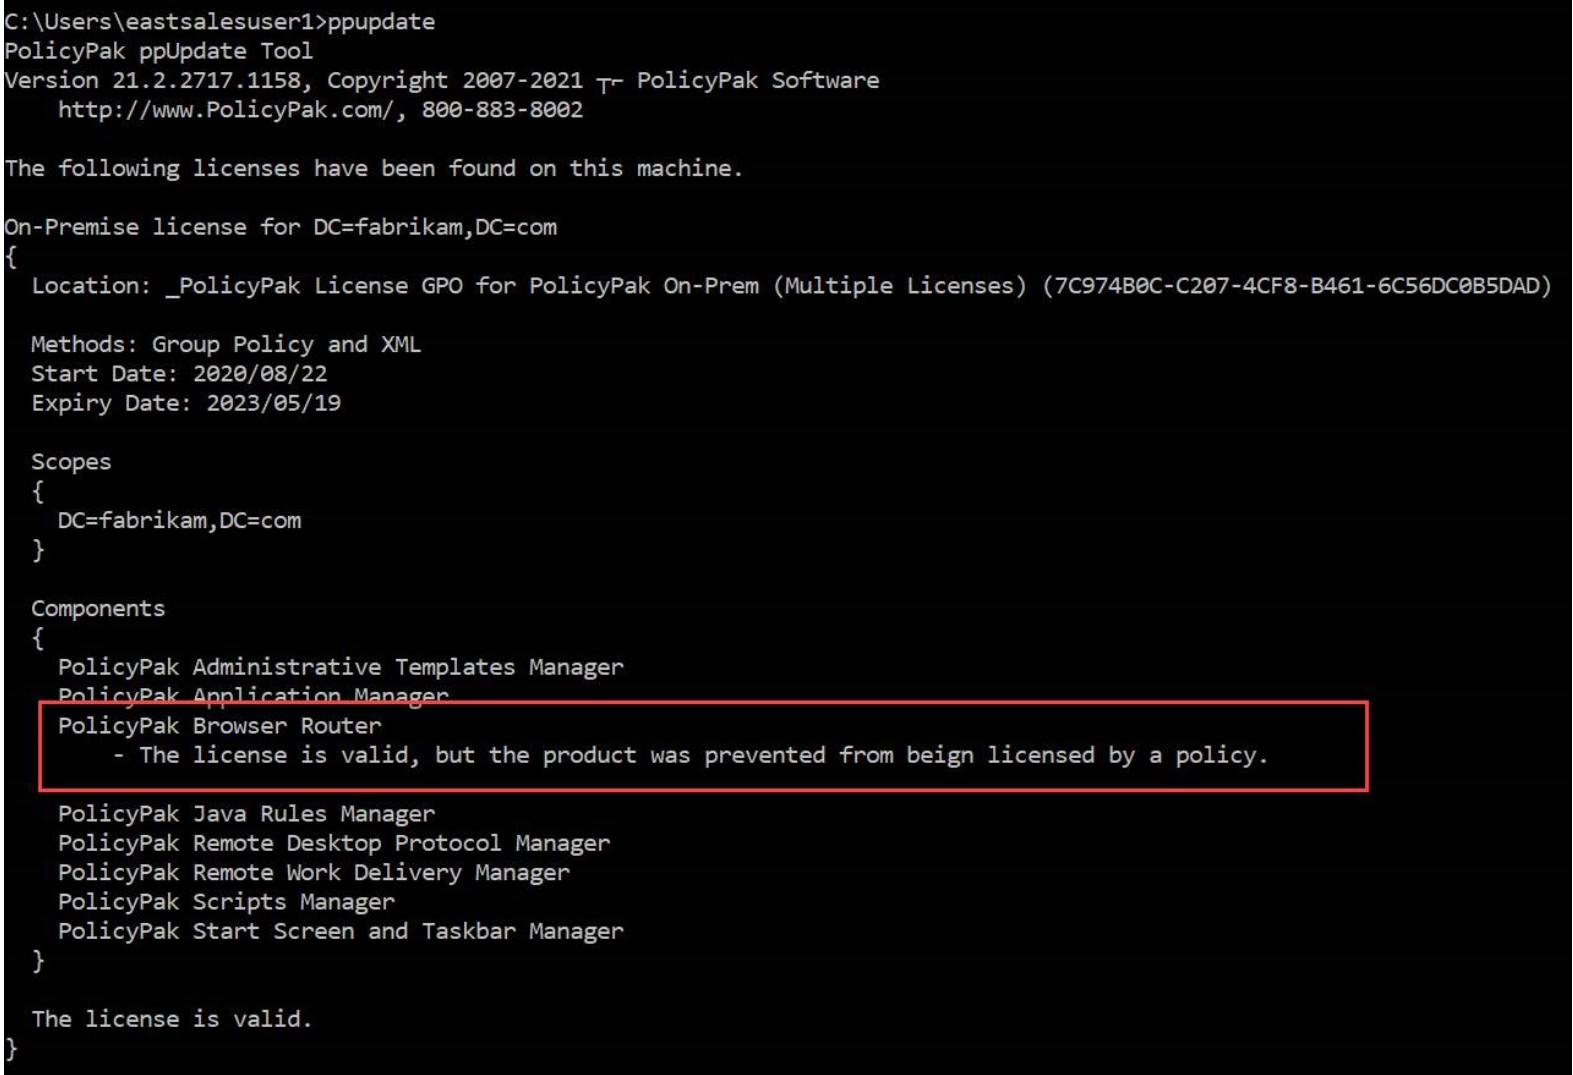 C:\Users\eastsalesuser1>ppupdate
PolicyPak ppUpdate Tool
Version 21.2.2717.1158, Copyright 2007-2021 ┬⌐ PolicyPak Software
    http://www.PolicyPak.com/, 800-883-8002
The following licenses have been found on this machine.
On-Premise license for DC=fabrikam,DC=com
{
  Location: _PolicyPak License GPO for PolicyPak On-Prem (Multiple Licenses) (7C974B0C-C207-4CF8-B461-6C56DC0B5DAD)
  Methods: Group Policy and XML
  Start Date: 2020/08/22
  Expiry Date: 2023/05/19
  Scopes
  {
    DC=fabrikam,DC=com
  }
  Components
  {
    PolicyPak Administrative Templates Manager
    PolicyPak Application Manager
    PolicyPak Browser Router
        - The license is valid, but the product was prevented from beign licensed by a policy.
    PolicyPak Java Rules Manager
    PolicyPak Remote Desktop Protocol Manager
    PolicyPak Remote Work Delivery Manager
    PolicyPak Scripts Manager
    PolicyPak Start Screen and Taskbar Manager
  }
  The license is valid.
}